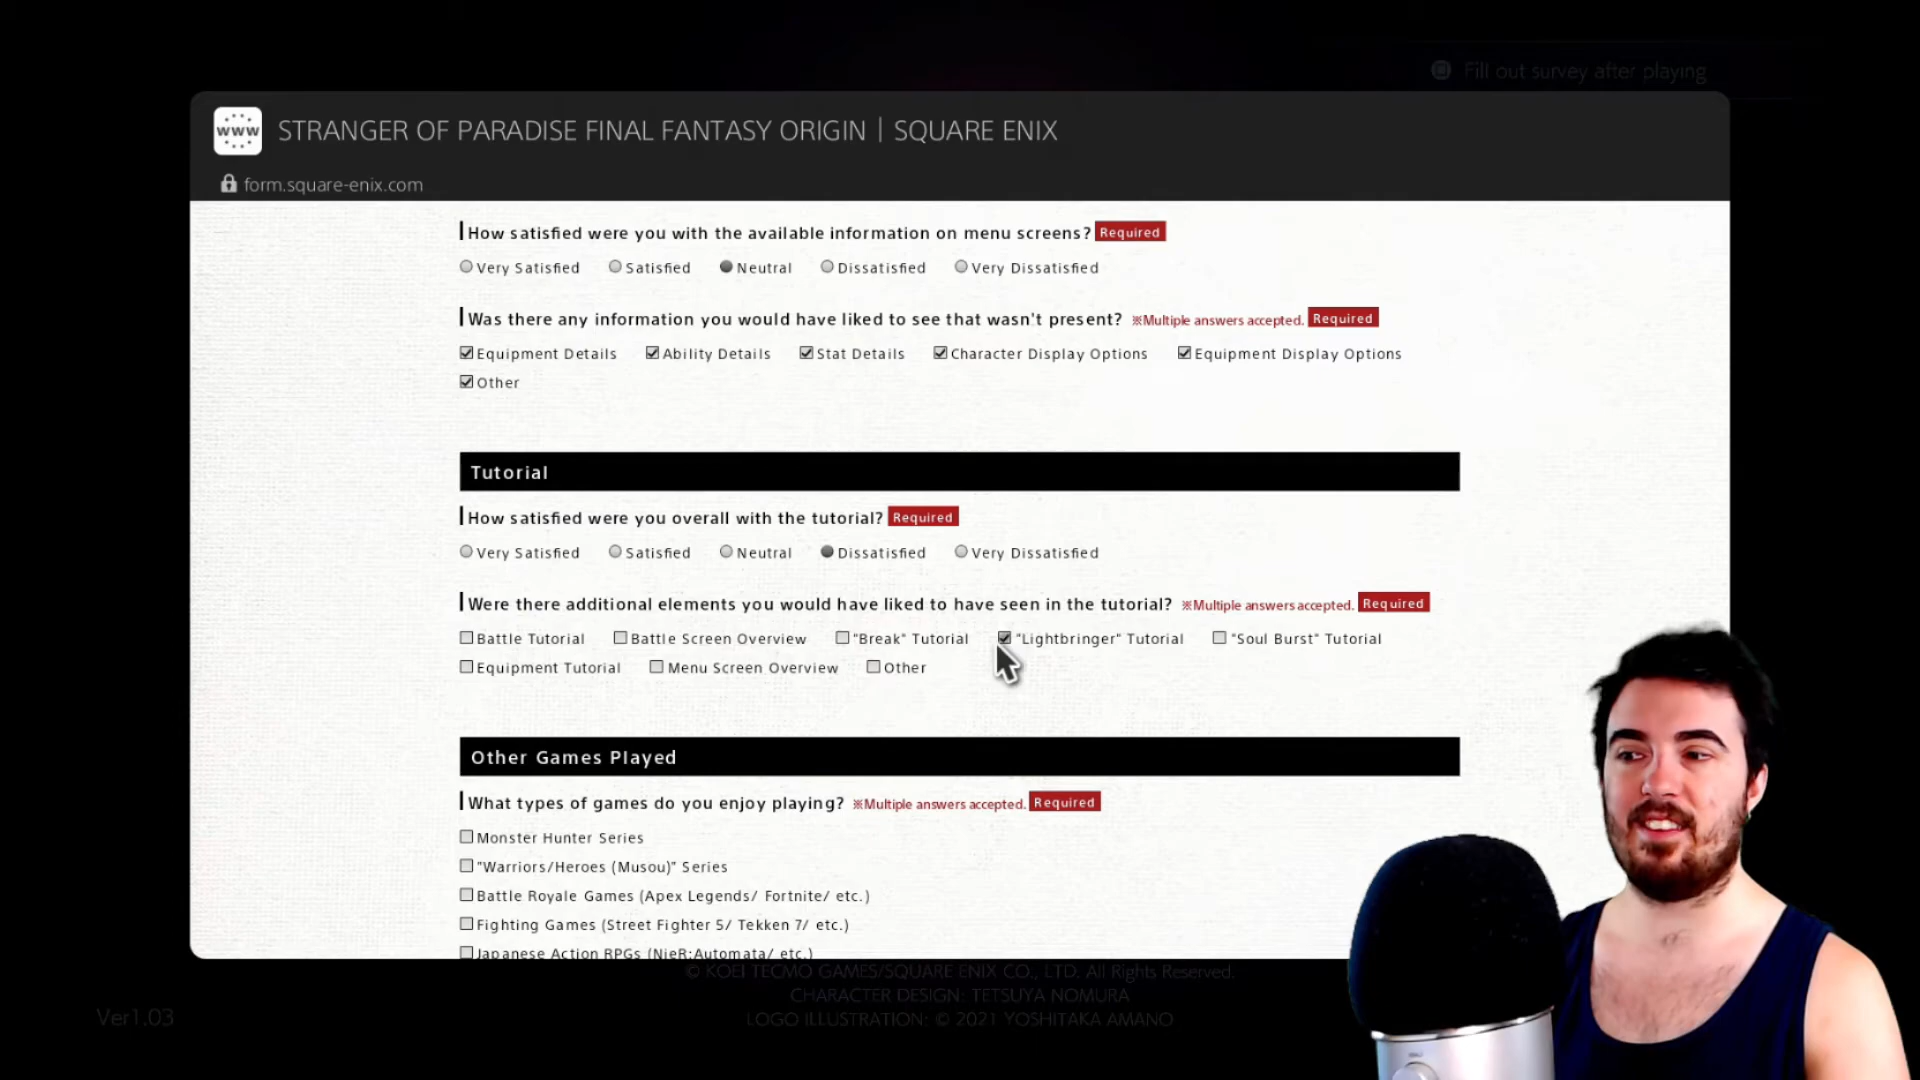 Fill out survey after playing
www
STRANGER OF PARADISE FINAL FANTASY ORIGIN | SQUARE ENIX
form.square-enix.com
How satisfied were you with the available information on menu screens? Required
Very Satisfied Satisfied Neutral Dissatisfied Very Dissatisfied
Was there any information you would have liked to see that wasn't present? ※Multiple answers accepted. Required
Equipment Details Ability Details Stat Details Character Display Options Equipment Display Options
Other
Tutorial
How satisfied were you overall with the tutorial? Required
Very Satisfied Satisfied Neutral Dissatisfied Very Dissatisfied
Were there additional elements you would have liked to have seen in the tutorial? ※Multiple answers accepted. Required
Battle Tutorial Battle Screen Overview "Break" Tutorial "Lightbringer" Tutorial "Soul Burst" Tutorial
Equipment Tutorial Menu Screen Overview Other
Other Games Played
What types of games do you enjoy playing? ※Multiple answers accepted. Required
Monster Hunter Series
"Warriors/Heroes (Musou)" Series
Battle Royale Games (Apex Legends/ Fortnite/ etc.)
Fighting Games (Street Fighter 5/ Tekken 7/ etc.)
Japanese Action RPGs (NieR:Automata/ etc.)
© KOEI TECMO GAMES/SQUARE ENIX CO., LTD. All Rights Reserved.
CHARACTER DESIGN: TETSUYA NOMURA
LOGO ILLUSTRATION: © 2021 YOSHITAKA AMANO
Ver1.03